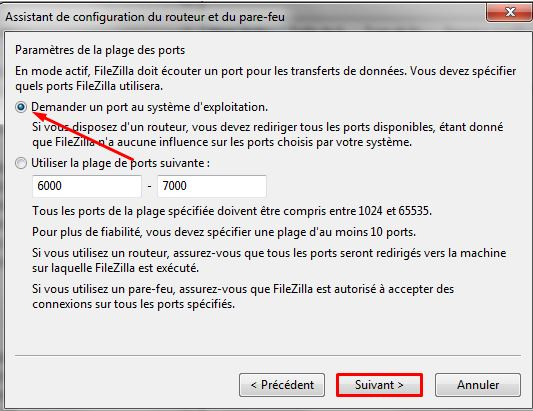 Assistant de configuration du routeur et du pare-feu
Paramètres de la plage des ports
En mode actif, FileZilla doit écouter un port pour les transferts de données. Vous devez spécifier
quels ports FileZilla utilisera.
Demander un port au système d'exploitation.
Si vous disposez d'un routeur, vous devez rediriger tous les ports disponibles, étant donné
que FileZilla n'a aucune influence sur les ports choisis par votre système.
Utiliser la plage de ports suivante :
6000 - 7000
Tous les ports de la plage spécifiée doivent être compris entre 1024 et 65535.
Pour plus de fiabilité, vous devez spécifier une plage d'au moins 10 ports.
Si vous utilisez un routeur, assurez-vous que tous les ports seront redirigés vers la machine
sur laquelle FileZilla est exécuté.
Si vous utilisez un pare-feu, assurez-vous que FileZilla est autorisé à accepter des
connexions sur tous les ports spécifiés.
< Précédent Suivant > Annuler